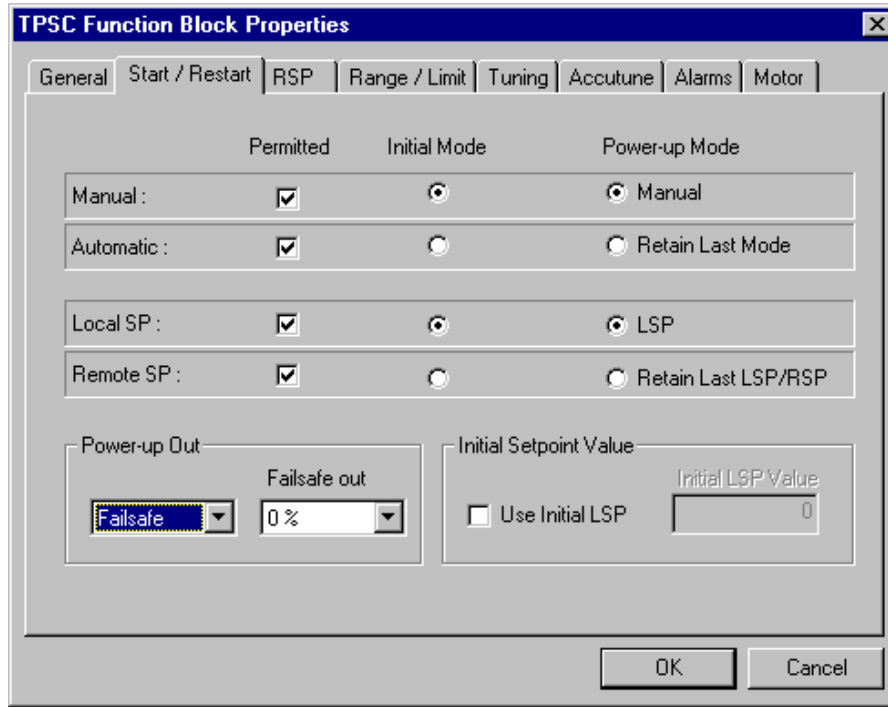 TPSC Function Block Properties
General Start / Restart RSP Range / Limit Tuning Accutune Alarms Motor
Permitted Initial Mode Power-up Mode
Manual : Manual
Automatic : Retain Last Mode
Local SP : LSP
Remote SP : Retain Last LSP/RSP
Power-up Out
Failsafe out
Failsafe 0 %
Initial Setpoint Value
Initial LSP Value
Use Initial LSP 0
OK Cancel